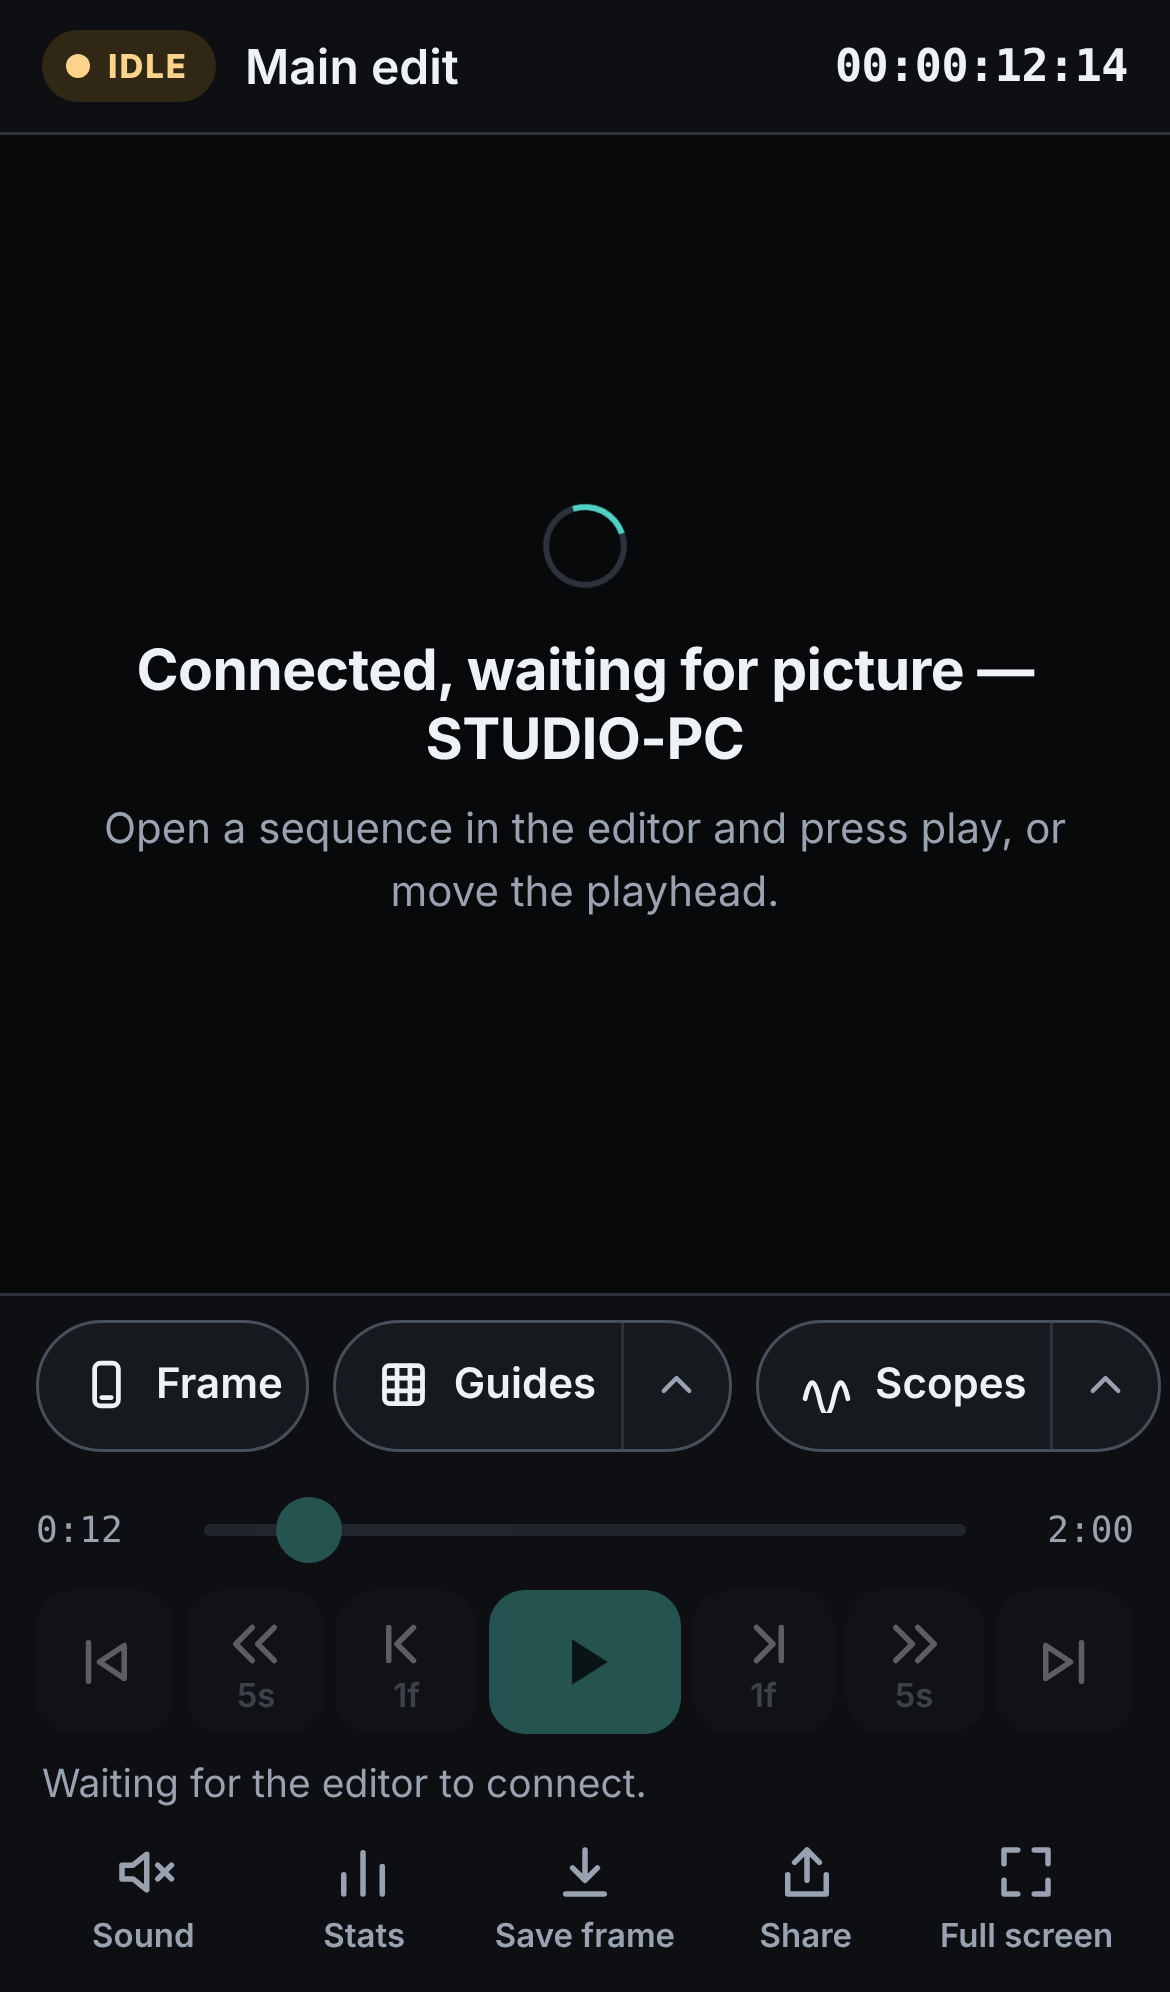 IDLE
Main edit
00:00:12:14
Connected, waiting for picture —
STUDIO-PC
Open a sequence in the editor and press play, or
move the playhead.
Frame
Guides
Scopes
0:12
2:00
5s
1f
1f
5s
Waiting for the editor to connect.
Sound
Stats
Save frame
Share
Full screen